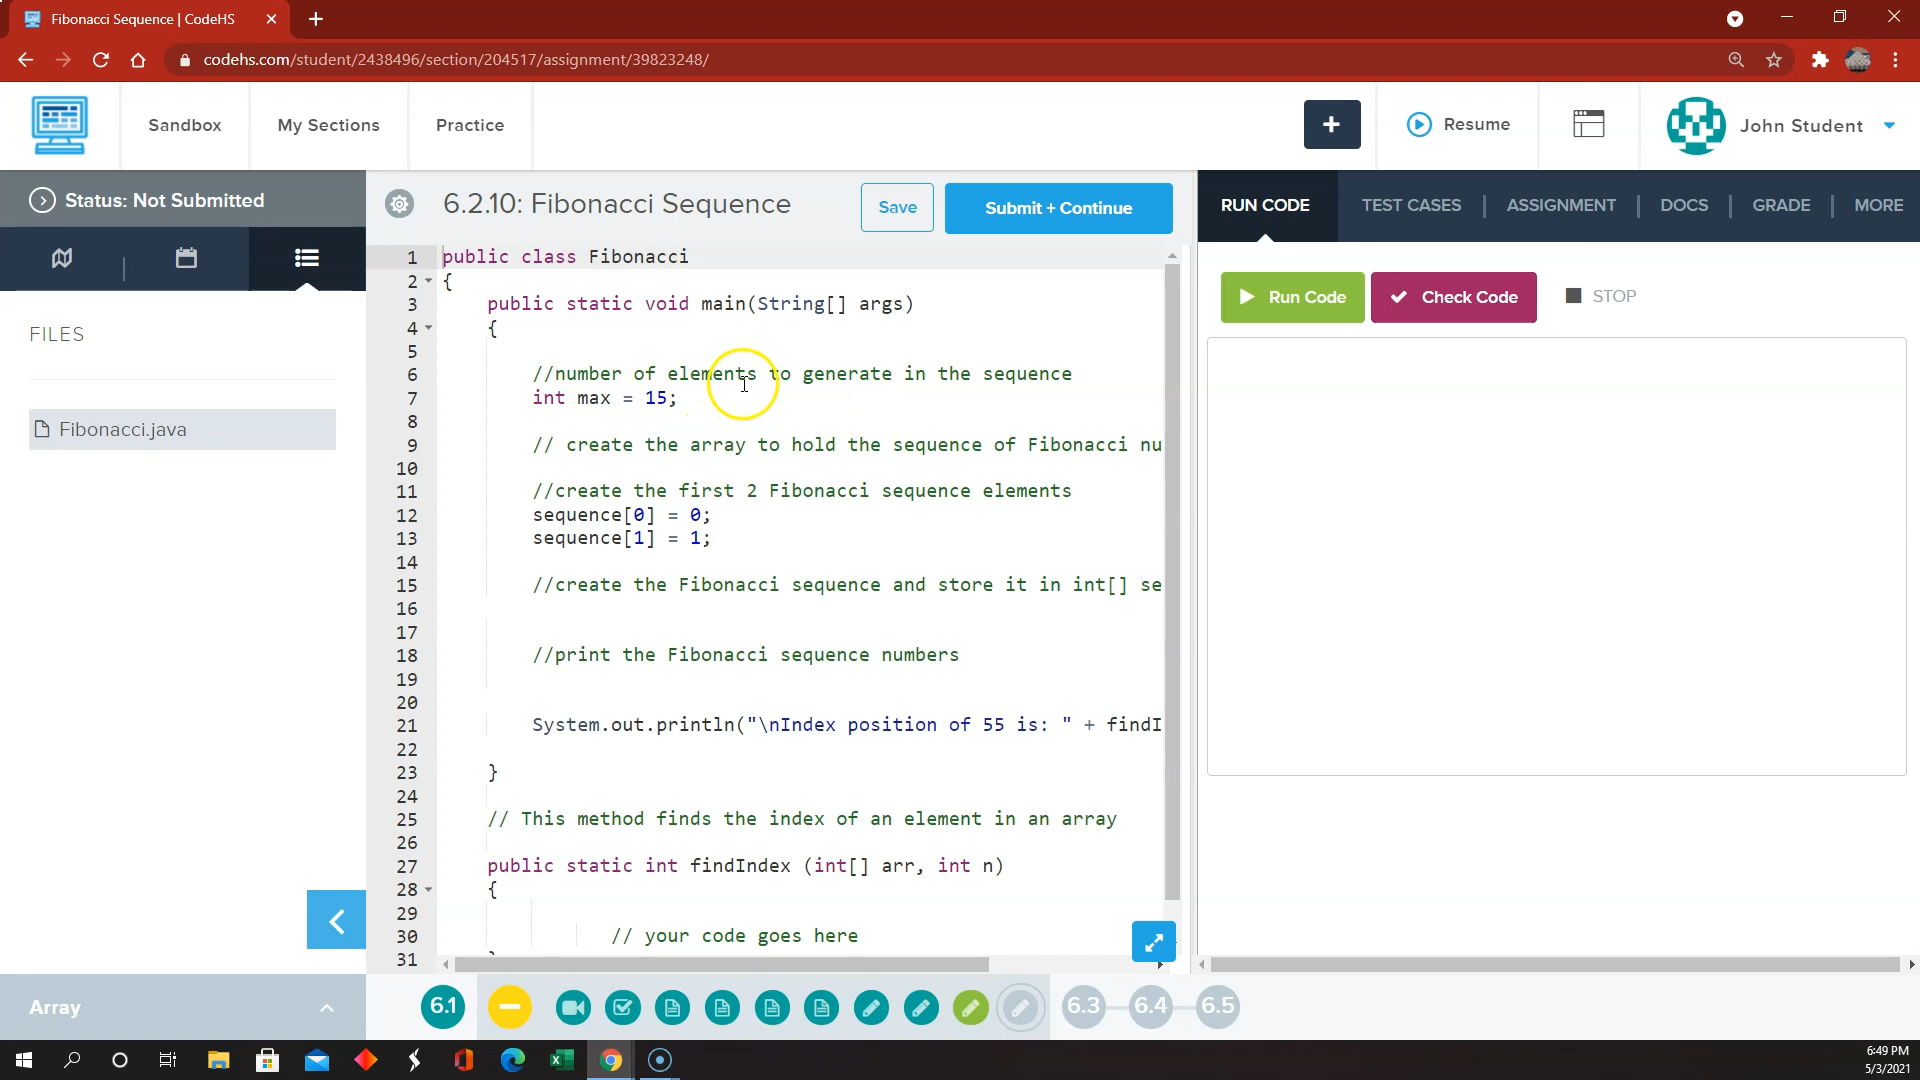 Fibonacci Sequence | CodeHS
codehs.com/student/2438496/section/204517/assignment/39823248/
Sandbox
My Sections
Practice
+
Resume
John Student
Status: Not Submitted
6.2.10: Fibonacci Sequence
Save
Submit + Continue
RUN CODE
TEST CASES
ASSIGNMENT
DOCS
GRADE
MORE
Run Code
Check Code
STOP
FILES
Fibonacci.java
1 public class Fibonacci
2 {
3 public static void main(String[] args)
4 {
5
6 //number of elements to generate in the sequence
7 int max = 15;
8
9 // create the array to hold the sequence of Fibonacci nu
10
11 //create the first 2 Fibonacci sequence elements
12 sequence[0] = 0;
13 sequence[1] = 1;
14
15 //create the Fibonacci sequence and store it in int[] se
16
17
18 //print the Fibonacci sequence numbers
19
20
21 System.out.println("\nIndex position of 55 is: " + findI
22
23 }
24
25 // This method finds the index of an element in an array
26
27 public static int findIndex (int[] arr, int n)
28 {
29
30 // your code goes here
31
Array
6.1
6.3
6.4
6.5
6:49 PM
5/3/2021